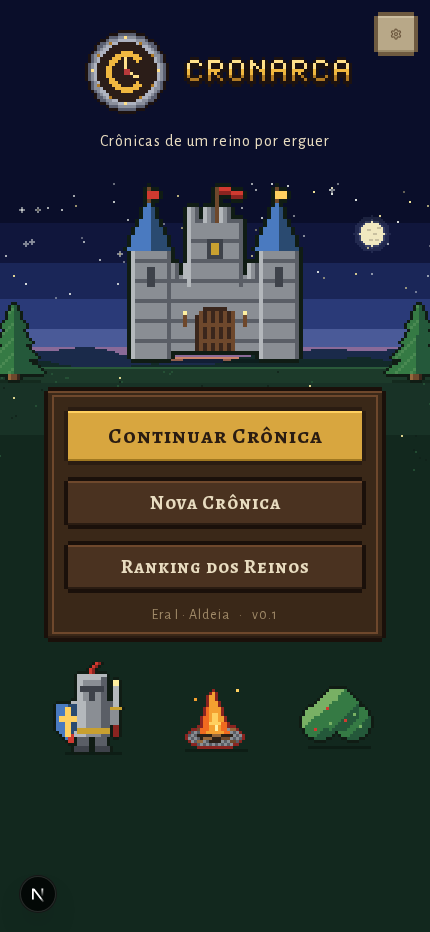 CRONARCA
Crônicas de um reino por erguer
Continuar Crônica
Nova Crônica
Ranking dos Reinos
Era I · Aldeia · v0.1
N